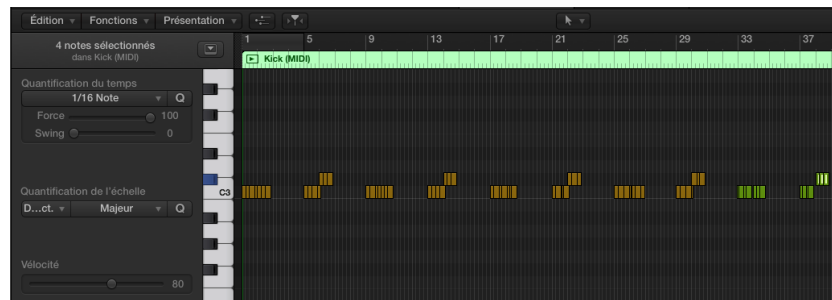 Édition Fonctions Présentation
1 5 9 13 17 21 25 29 33 37
4 notes sélectionnés
dans Kick (MIDI)
Kick (MIDI)
Quantification du temps
1/16 Note Q
Force 100
Swing 0
C3
Quantification de l'échelle
D...ct. Majeur Q
Vélocité
80